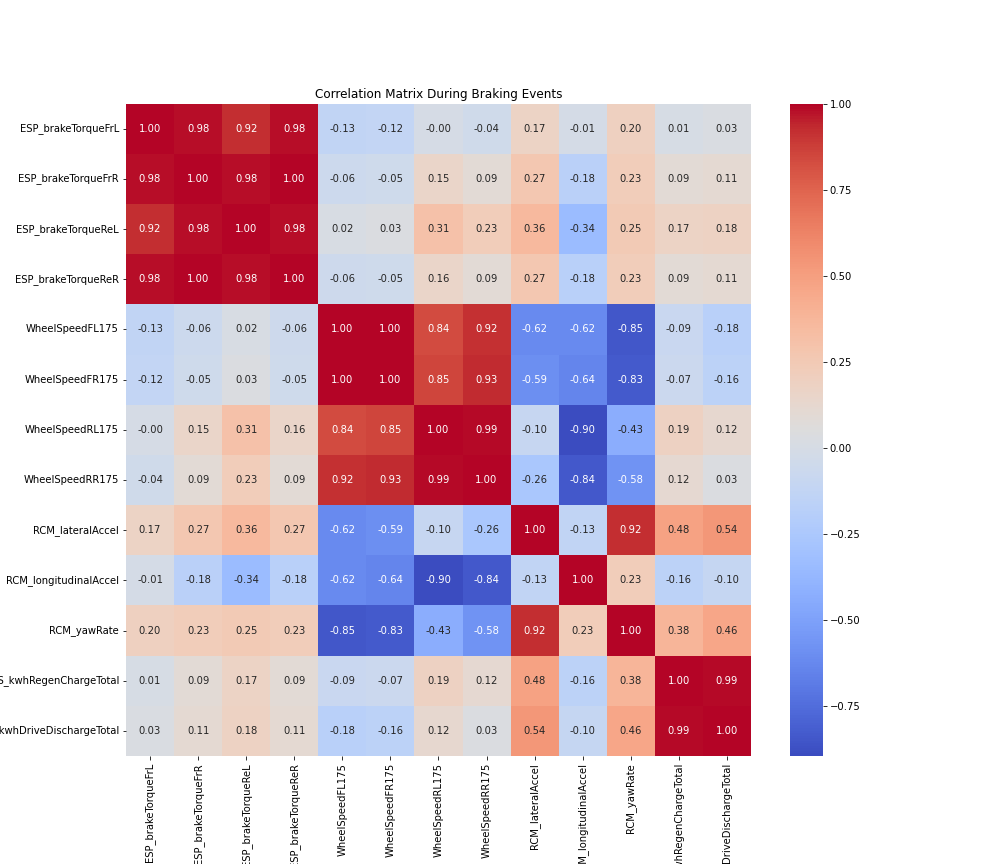 Correlation Matrix During Braking Events
ESP_brakeTorqueFrL 1.00 0.98 0.92 0.98 -0.13 -0.12 -0.00 -0.04 0.17 -0.01 0.20 0.01 0.03
ESP_brakeTorqueFrR 0.98 1.00 0.98 1.00 -0.06 -0.05 0.15 0.09 0.27 -0.18 0.23 0.09 0.11
ESP_brakeTorqueReL 0.92 0.98 1.00 0.98 0.02 0.03 0.31 0.23 0.36 -0.34 0.25 0.17 0.18
ESP_brakeTorqueReR 0.98 1.00 0.98 1.00 -0.06 -0.05 0.16 0.09 0.27 -0.18 0.23 0.09 0.11
WheelSpeedFL175 -0.13 -0.06 0.02 -0.06 1.00 1.00 0.84 0.92 -0.62 -0.62 -0.85 -0.09 -0.18
WheelSpeedFR175 -0.12 -0.05 0.03 -0.05 1.00 1.00 0.85 0.93 -0.59 -0.64 -0.83 -0.07 -0.16
WheelSpeedRL175 -0.00 0.15 0.31 0.16 0.84 0.85 1.00 0.99 -0.10 -0.90 -0.43 0.19 0.12
WheelSpeedRR175 -0.04 0.09 0.23 0.09 0.92 0.93 0.99 1.00 -0.26 -0.84 -0.58 0.12 0.03
RCM_lateralAccel 0.17 0.27 0.36 0.27 -0.62 -0.59 -0.10 -0.26 1.00 -0.13 0.92 0.48 0.54
RCM_longitudinalAccel -0.01 -0.18 -0.34 -0.18 -0.62 -0.64 -0.90 -0.84 -0.13 1.00 0.23 -0.16 -0.10
RCM_yawRate 0.20 0.23 0.25 0.23 -0.85 -0.83 -0.43 -0.58 0.92 0.23 1.00 0.38 0.46
S_kwhRegenChargeTotal 0.01 0.09 0.17 0.09 -0.09 -0.07 0.19 0.12 0.48 -0.16 0.38 1.00 0.99
kwhDriveDischargeTotal 0.03 0.11 0.18 0.11 -0.18 -0.16 0.12 0.03 0.54 -0.10 0.46 0.99 1.00
ESP_brakeTorqueFrL
ESP_brakeTorqueFrR
ESP_brakeTorqueReL
ESP_brakeTorqueReR
WheelSpeedFL175
WheelSpeedFR175
WheelSpeedRL175
WheelSpeedRR175
RCM_lateralAccel
M_longitudinalAccel
RCM_yawRate
hRegenChargeTotal
DriveDischargeTotal
1.00
0.75
0.50
0.25
0.00
−0.25
−0.50
−0.75